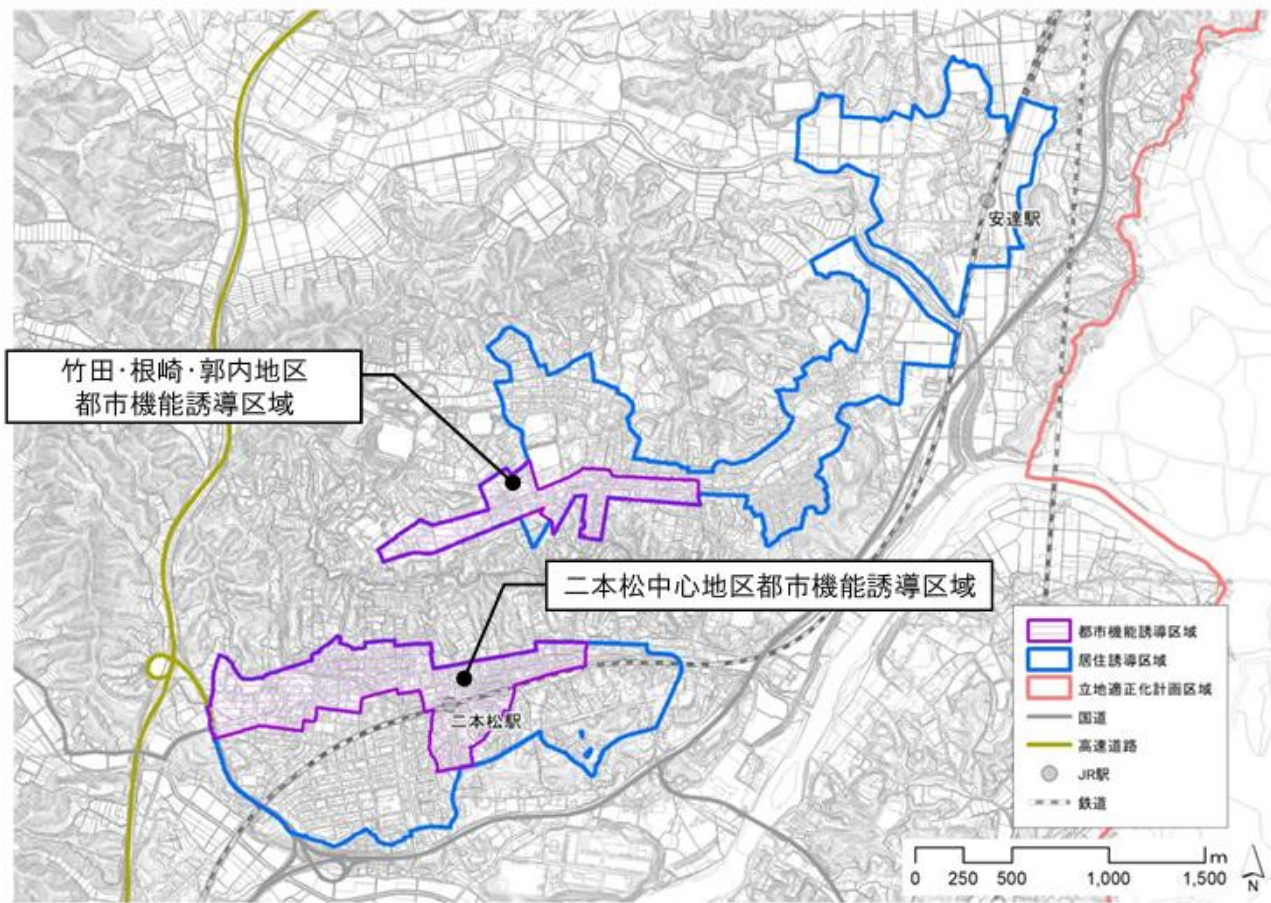 安達駅
竹田・根崎・郭内地区
都市機能誘導区域
二本松中心地区都市機能誘導区域
二本松駅
都市機能誘導区域
居住誘導区域
立地適正化計画区域
国道
高速道路
JR駅
鉄道
m
0 250 500 1,000 1,500
N